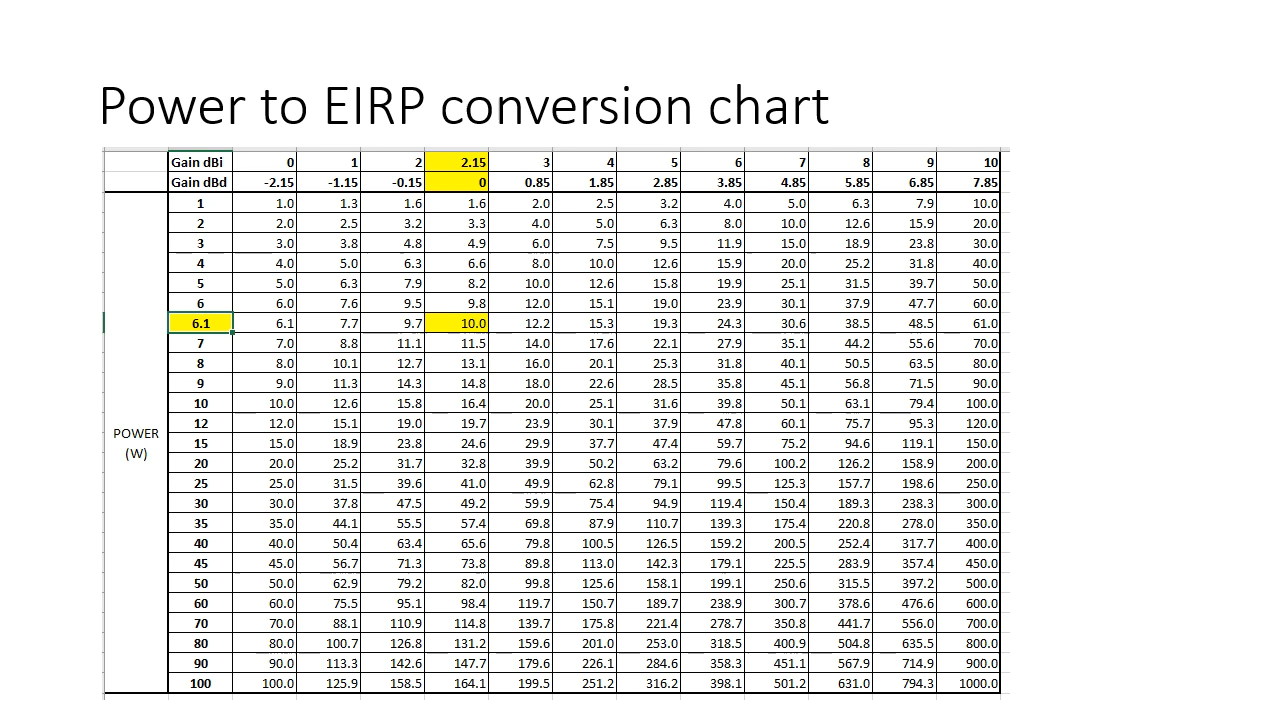 Power to EIRP conversion chart
Gain dBi 0 1 2 2.15 3 4 5 6 7 8 9 10
Gain dBd -2.15 -1.15 -0.15 0 0.85 1.85 2.85 3.85 4.85 5.85 6.85 7.85
1 1.0 1.3 1.6 1.6 2.0 2.5 3.2 4.0 5.0 6.3 7.9 10.0
2 2.0 2.5 3.2 3.3 4.0 5.0 6.3 8.0 10.0 12.6 15.9 20.0
3 3.0 3.8 4.8 4.9 6.0 7.5 9.5 11.9 15.0 18.9 23.8 30.0
4 4.0 5.0 6.3 6.6 8.0 10.0 12.6 15.9 20.0 25.2 31.8 40.0
5 5.0 6.3 7.9 8.2 10.0 12.6 15.8 19.9 25.1 31.5 39.7 50.0
6 6.0 7.6 9.5 9.8 12.0 15.1 19.0 23.9 30.1 37.9 47.7 60.0
6.1 6.1 7.7 9.7 10.0 12.2 15.3 19.3 24.3 30.6 38.5 48.5 61.0
7 7.0 8.8 11.1 11.5 14.0 17.6 22.1 27.9 35.1 44.2 55.6 70.0
8 8.0 10.1 12.7 13.1 16.0 20.1 25.3 31.8 40.1 50.5 63.5 80.0
9 9.0 11.3 14.3 14.8 18.0 22.6 28.5 35.8 45.1 56.8 71.5 90.0
10 10.0 12.6 15.8 16.4 20.0 25.1 31.6 39.8 50.1 63.1 79.4 100.0
12 12.0 15.1 19.0 19.7 23.9 30.1 37.9 47.8 60.1 75.7 95.3 120.0
POWER
(W)
15 15.0 18.9 23.8 24.6 29.9 37.7 47.4 59.7 75.2 94.6 119.1 150.0
20 20.0 25.2 31.7 32.8 39.9 50.2 63.2 79.6 100.2 126.2 158.9 200.0
25 25.0 31.5 39.6 41.0 49.9 62.8 79.1 99.5 125.3 157.7 198.6 250.0
30 30.0 37.8 47.5 49.2 59.9 75.4 94.9 119.4 150.4 189.3 238.3 300.0
35 35.0 44.1 55.5 57.4 69.8 87.9 110.7 139.3 175.4 220.8 278.0 350.0
40 40.0 50.4 63.4 65.6 79.8 100.5 126.5 159.2 200.5 252.4 317.7 400.0
45 45.0 56.7 71.3 73.8 89.8 113.0 142.3 179.1 225.5 283.9 357.4 450.0
50 50.0 62.9 79.2 82.0 99.8 125.6 158.1 199.1 250.6 315.5 397.2 500.0
60 60.0 75.5 95.1 98.4 119.7 150.7 189.7 238.9 300.7 378.6 476.6 600.0
70 70.0 88.1 110.9 114.8 139.7 175.8 221.4 278.7 350.8 441.7 556.0 700.0
80 80.0 100.7 126.8 131.2 159.6 201.0 253.0 318.5 400.9 504.8 635.5 800.0
90 90.0 113.3 142.6 147.7 179.6 226.1 284.6 358.3 451.1 567.9 714.9 900.0
100 100.0 125.9 158.5 164.1 199.5 251.2 316.2 398.1 501.2 631.0 794.3 1000.0